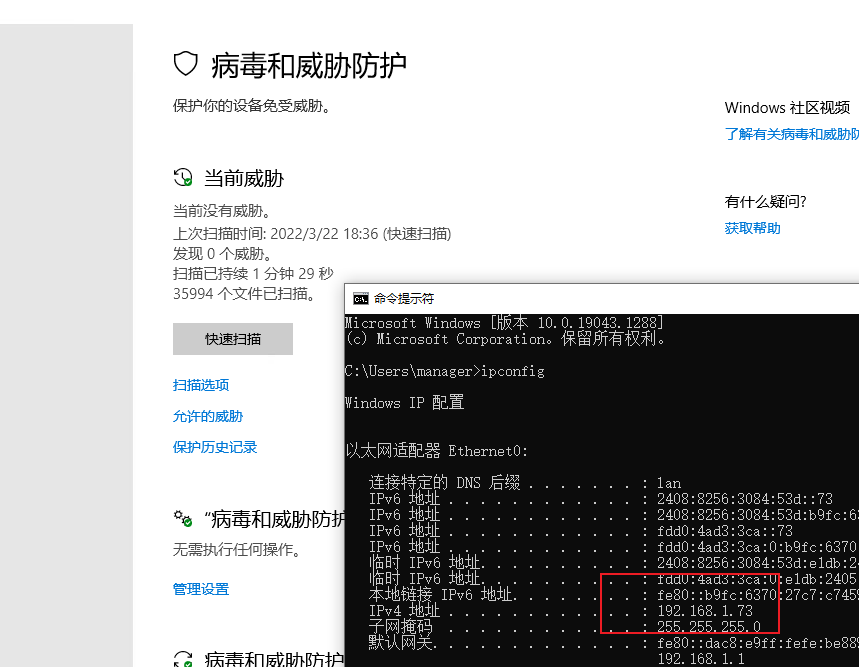 病毒和威胁防护
保护你的设备免受威胁。
Windows 社区视频
了解有关病毒和威胁防
当前威胁
当前没有威胁。
上次扫描时间: 2022/3/22 18:36 (快速扫描)
发现 0 个威胁。
扫描已持续 1 分钟 29 秒
35994 个文件已扫描。
有什么疑问?
获取帮助
快速扫描
扫描选项
允许的威胁
保护历史记录
“病毒和威胁防护
无需执行任何操作。
管理设置
病毒和威胁防护
命令提示符
Microsoft Windows [版本 10.0.19043.1288]
(c) Microsoft Corporation。保留所有权利。
C:\Users\manager>ipconfig
Windows IP 配置
以太网适配器 Ethernet0:
连接特定的 DNS 后缀 . . . . . . . : lan
IPv6 地址 . . . . . . . . . . . . : 2408:8256:3084:53d::73
IPv6 地址 . . . . . . . . . . . . : 2408:8256:3084:53d:b9fc:63
IPv6 地址 . . . . . . . . . . . . : fdd0:4ad3:3ca::73
IPv6 地址 . . . . . . . . . . . . : fdd0:4ad3:3ca:0:b9fc:6370
临时 IPv6 地址. . . . . . . . . . : 2408:8256:3084:53d:e1db:2
临时 IPv6 地址. . . . . . . . . . : fdd0:4ad3:3ca:0:e1db:2405
本地链接 IPv6 地址. . . . . . . . : fe80::b9fc:6370:27c7:c745
IPv4 地址 . . . . . . . . . . . . : 192.168.1.73
子网掩码 . . . . . . . . . . . . : 255.255.255.0
默认网关. . . . . . . . . . . . . : fe80::dac8:e9ff:fefe:be88
192.168.1.1